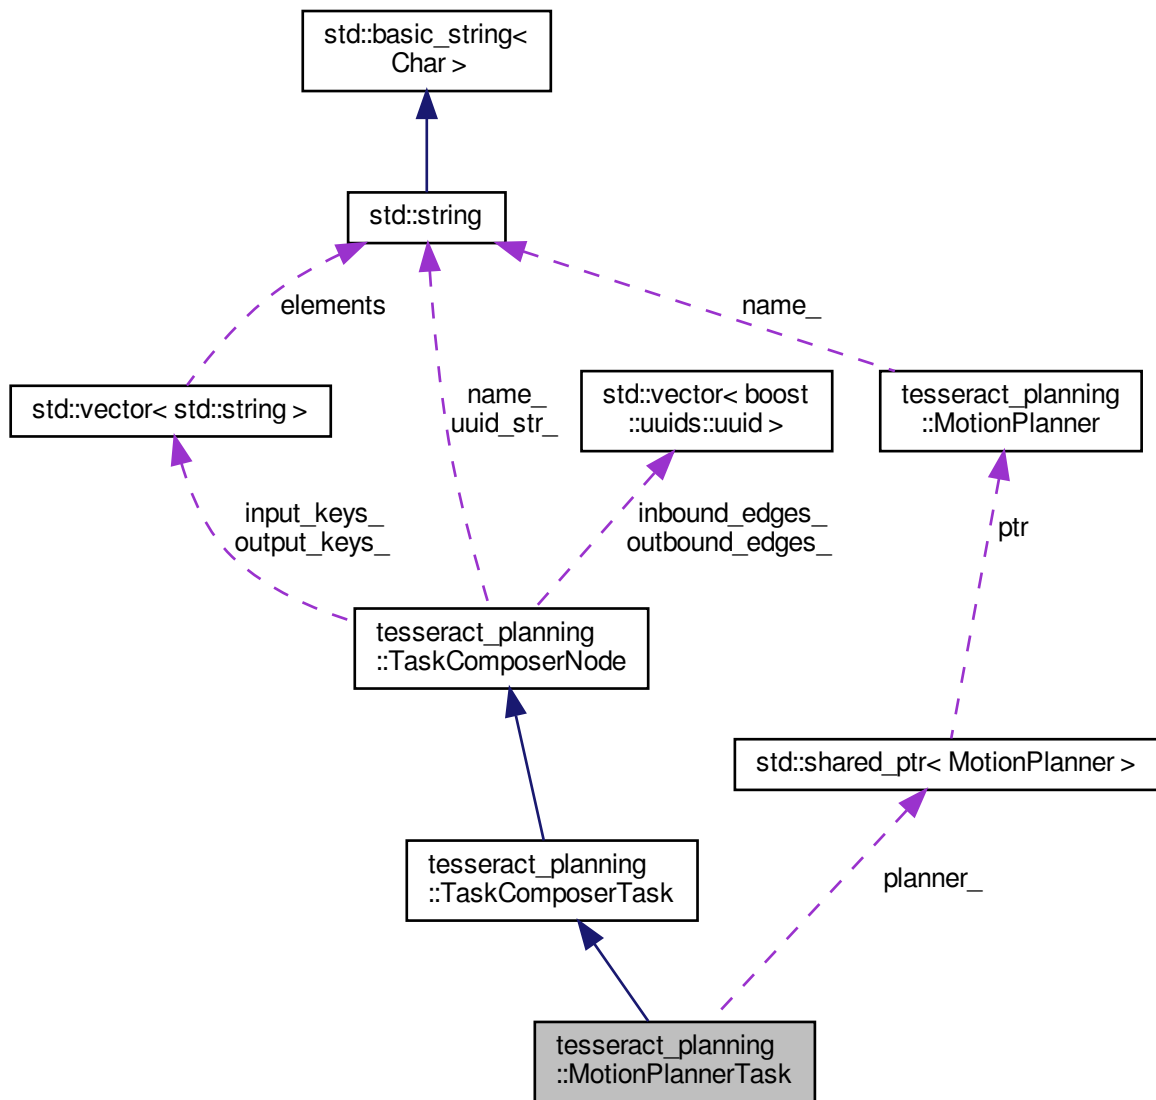 std::basic_string<
Char >
std::string
elements
name_
std::vector< std::string >
name_
uuid_str_
std::vector< boost
::uuids::uuid >
tesseract_planning
::MotionPlanner
input_keys_
output_keys_
inbound_edges_
outbound_edges_
ptr
tesseract_planning
::TaskComposerNode
std::shared_ptr< MotionPlanner >
tesseract_planning
::TaskComposerTask
planner_
tesseract_planning
::MotionPlannerTask